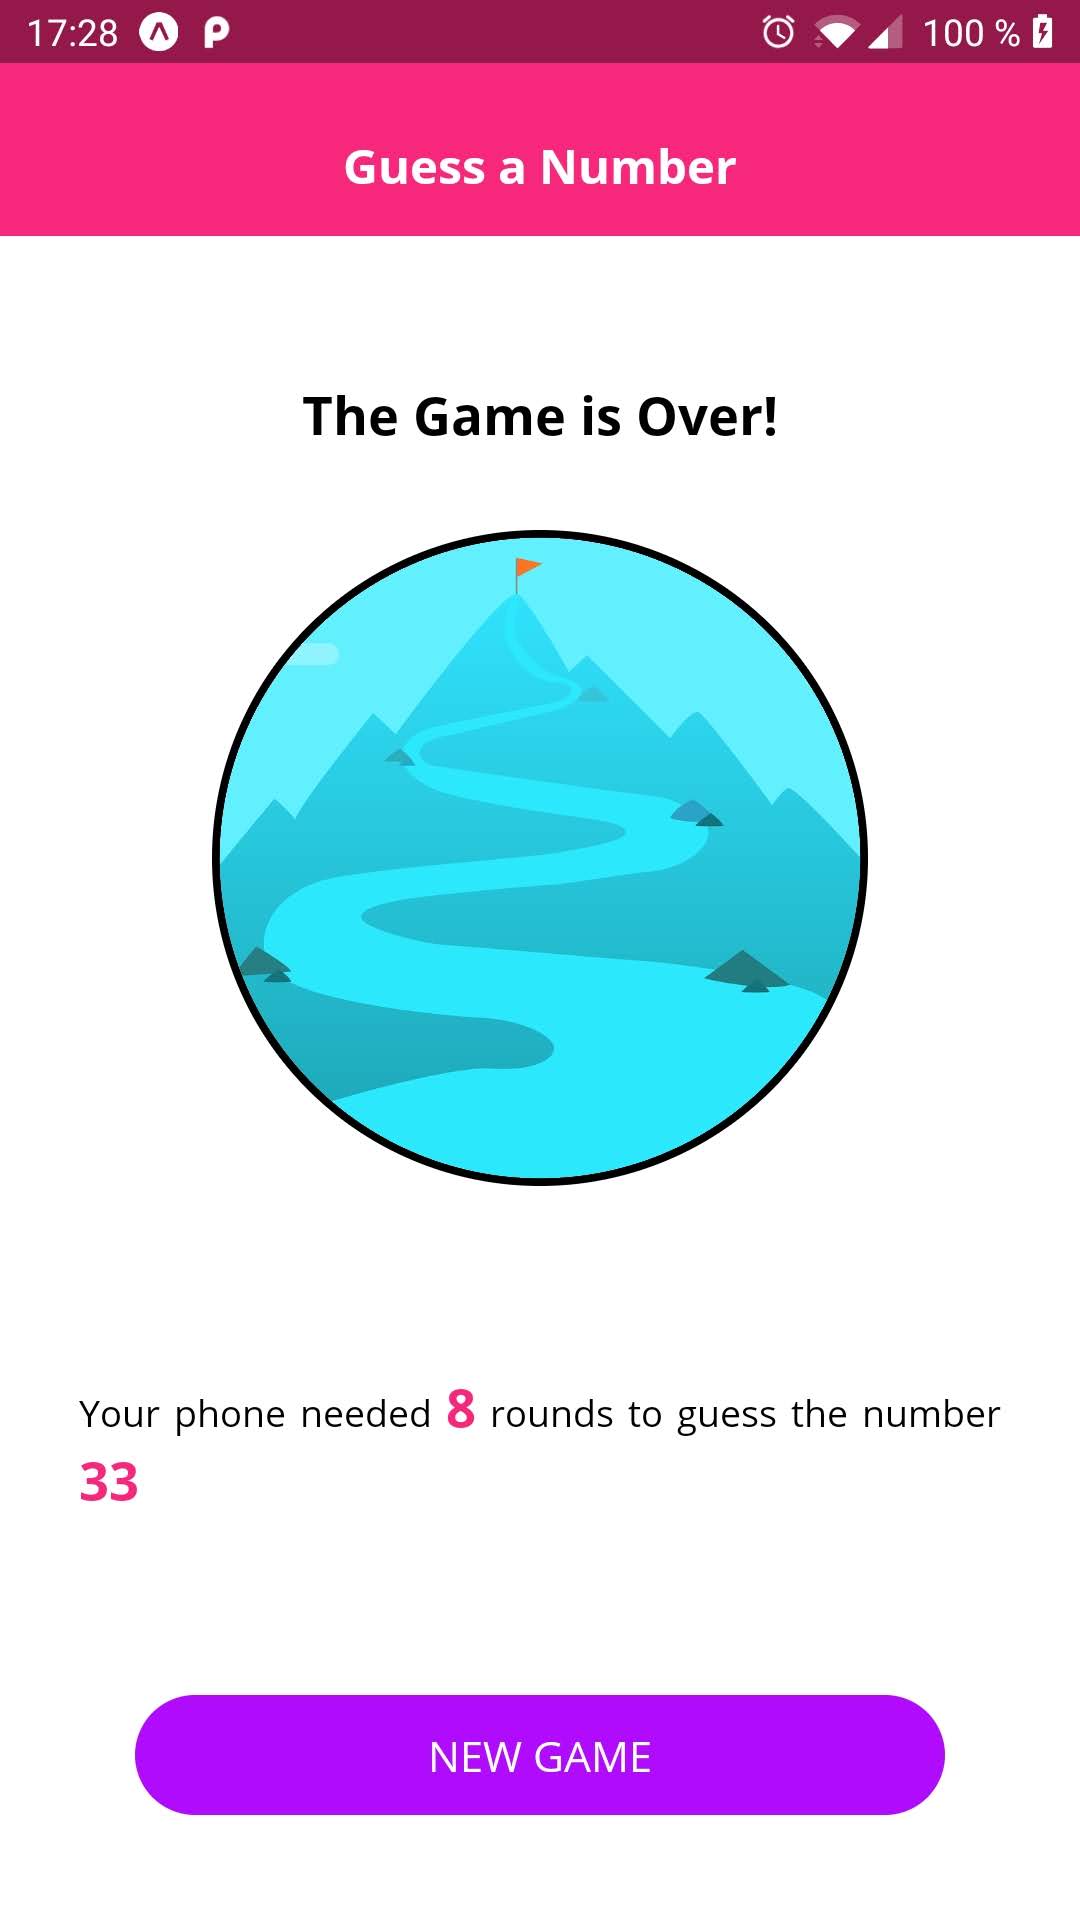 17:28 100 %
Guess a Number
The Game is Over!
Your phone needed 8 rounds to guess the number
33
NEW GAME